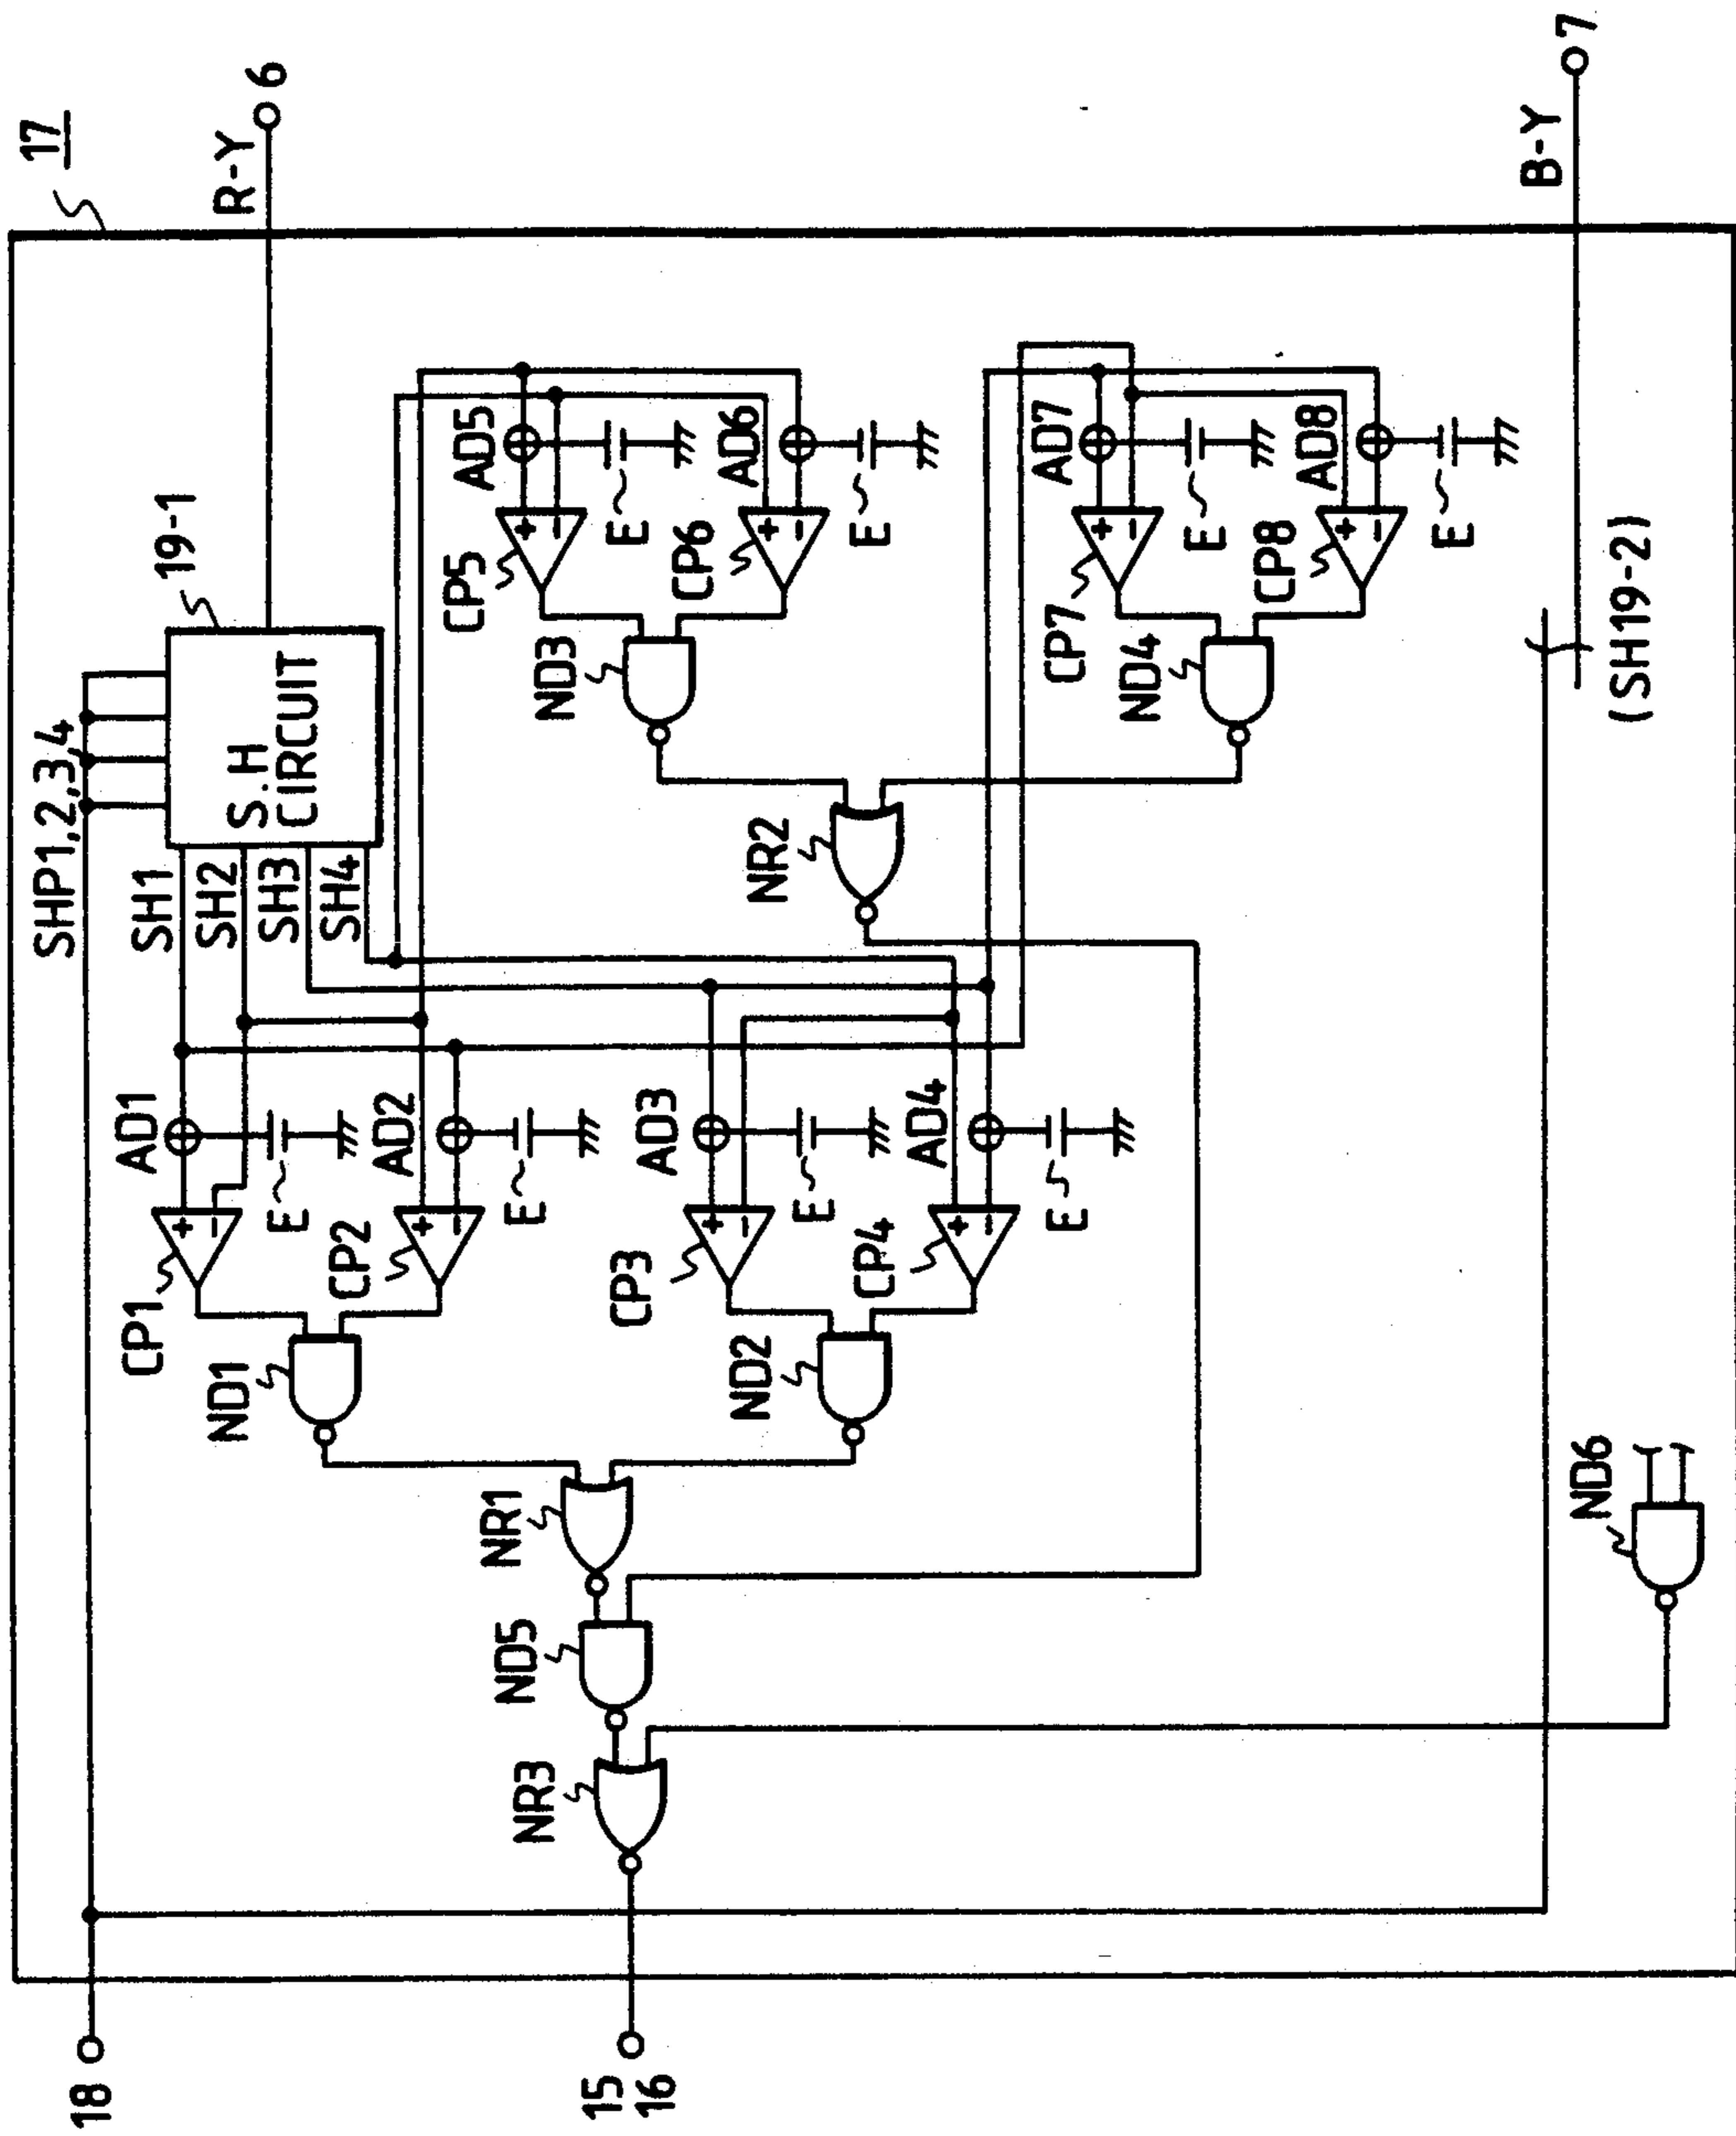 17
R-Y 6
B-Y 7
19-1
SHP1,2,3,4
S.H
CIRCUIT
SH1
SH2
SH3
SH4
AD5
E
CP5
AD6
E
CP6
ND3
AD7
E
CP7
AD8
E
CP8
ND4
NR2
(SH19-2)
AD1
E
CP1
AD2
E
CP2
ND1
AD3
E
CP3
AD4
E
CP4
ND2
NR1
ND5
ND6
NR3
18
15
16
+
−
+
−
+
−
+
−
+
−
+
−
+
−
+
−